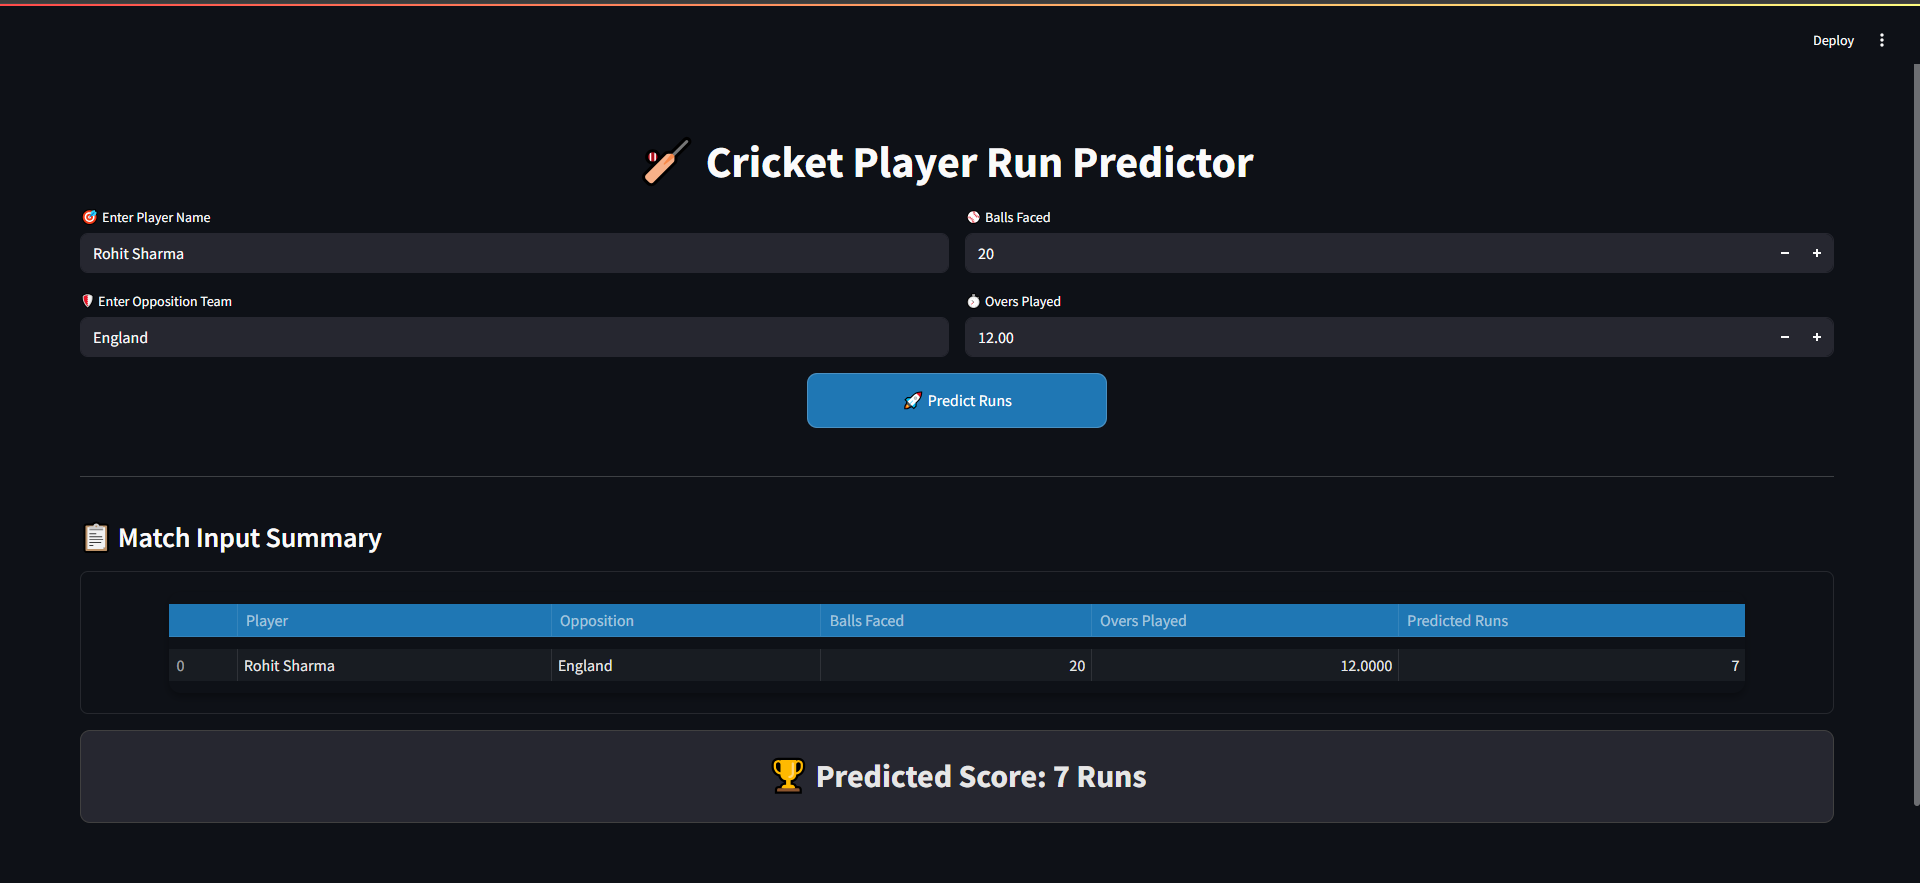 Deploy
Cricket Player Run Predictor
Enter Player Name
Rohit Sharma
Balls Faced
20
Enter Opposition Team
England
Overs Played
12.00
Predict Runs
Match Input Summary
Player Opposition Balls Faced Overs Played Predicted Runs
0 Rohit Sharma England 20 12.0000 7
Predicted Score: 7 Runs